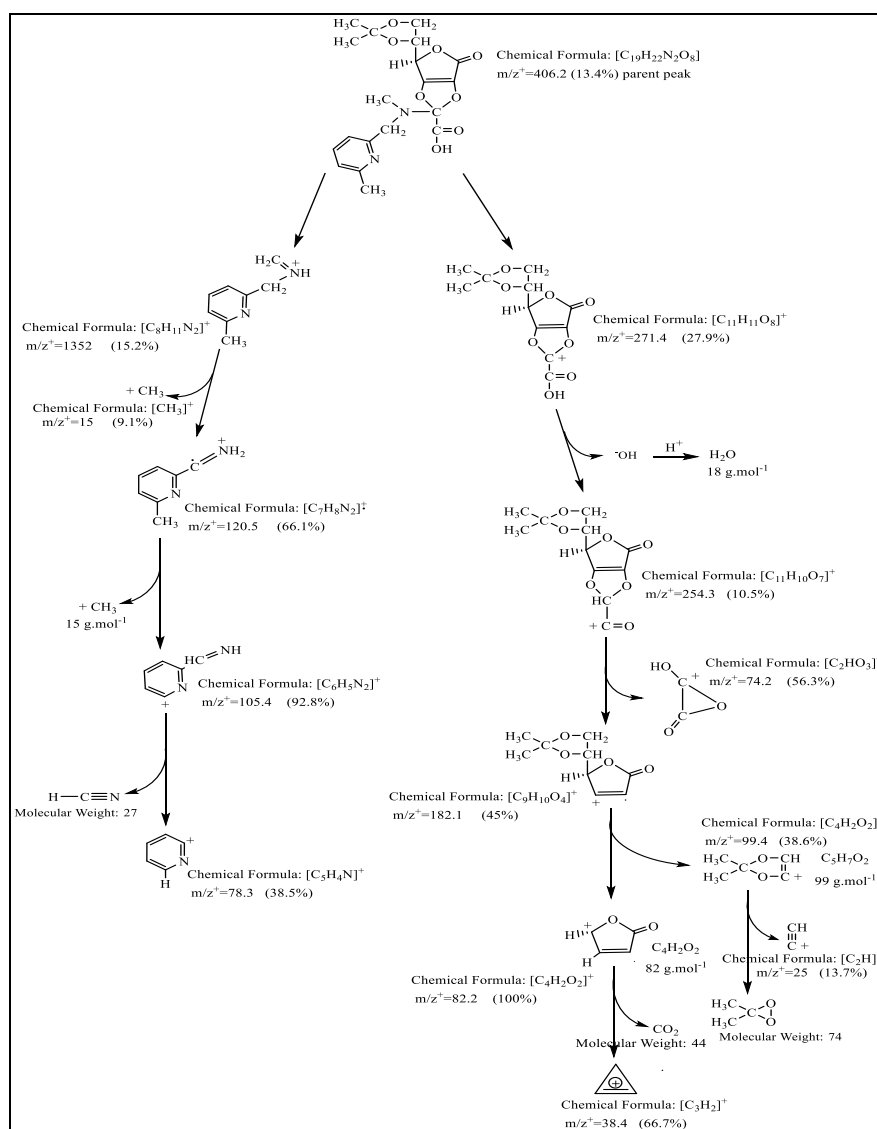 H₃C O CH₂
C
H₃C O CH O O
H
Chemical Formula: [C₁₉H₂₂N₂O₈]
m/z⁺=406.2 (13.4%) parent peak
O O
H₃C N C
CH₂ C=O
N OH
CH₃
H₂C + NH
CH₂
N
CH₃
Chemical Formula: [C₈H₁₁N₂]⁺
m/z⁺=1352 (15.2%)
+ CH₃
Chemical Formula: [CH₃]⁺
m/z⁺=15 (9.1%)
+
C NH₂
N
CH₃
Chemical Formula: [C₇H₈N₂]⁺
m/z⁺=120.5 (66.1%)
+ CH₃
15 g.mol⁻¹
HC NH
N
+
Chemical Formula: [C₆H₅N₂]⁺
m/z⁺=105.4 (92.8%)
H—C≡N
Molecular Weight: 27
+
N
H
Chemical Formula: [C₅H₄N]⁺
m/z⁺=78.3 (38.5%)
H₃C O CH₂
C
H₃C O CH O O
H
O O
C +
C=O
OH
Chemical Formula: [C₁₁H₁₁O₈]⁺
m/z⁺=271.4 (27.9%)
⁻OH H⁺ H₂O
18 g.mol⁻¹
H₃C O CH₂
C
H₃C O CH O O
H
O O
HC
+ C=O
Chemical Formula: [C₁₁H₁₀O₇]⁺
m/z⁺=254.3 (10.5%)
Chemical Formula: [C₂HO₃]
m/z⁺=74.2 (56.3%)
HO +
C
C O
O
H₃C O CH₂
C
H₃C O CH O O
H
+
Chemical Formula: [C₉H₁₀O₄]⁺
m/z⁺=182.1 (45%)
Chemical Formula: [C₄H₂O₂]
m/z⁺=99.4 (38.6%)
H₃C O CH C₅H₇O₂
C
H₃C O C + 99 g.mol⁻¹
CH
C +
Chemical Formula: [C₂H]
m/z⁺=25 (13.7%)
H₃C O
C
H₃C O
Molecular Weight: 74
+ O O
H
H
C₄H₂O₂
82 g.mol⁻¹
Chemical Formula: [C₄H₂O₂]⁺
m/z⁺=82.2 (100%)
CO₂
Molecular Weight: 44
+
Chemical Formula: [C₃H₂]⁺
m/z⁺=38.4 (66.7%)